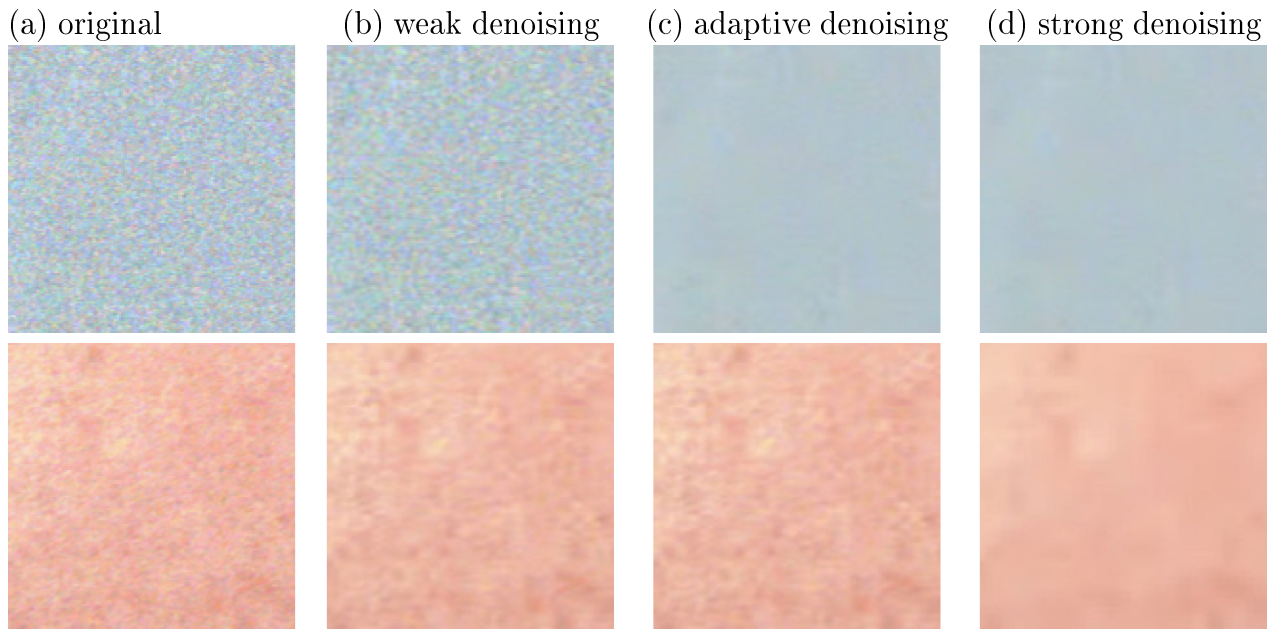 (a) original (b) weak denoising (c) adaptive denoising (d) strong denoising